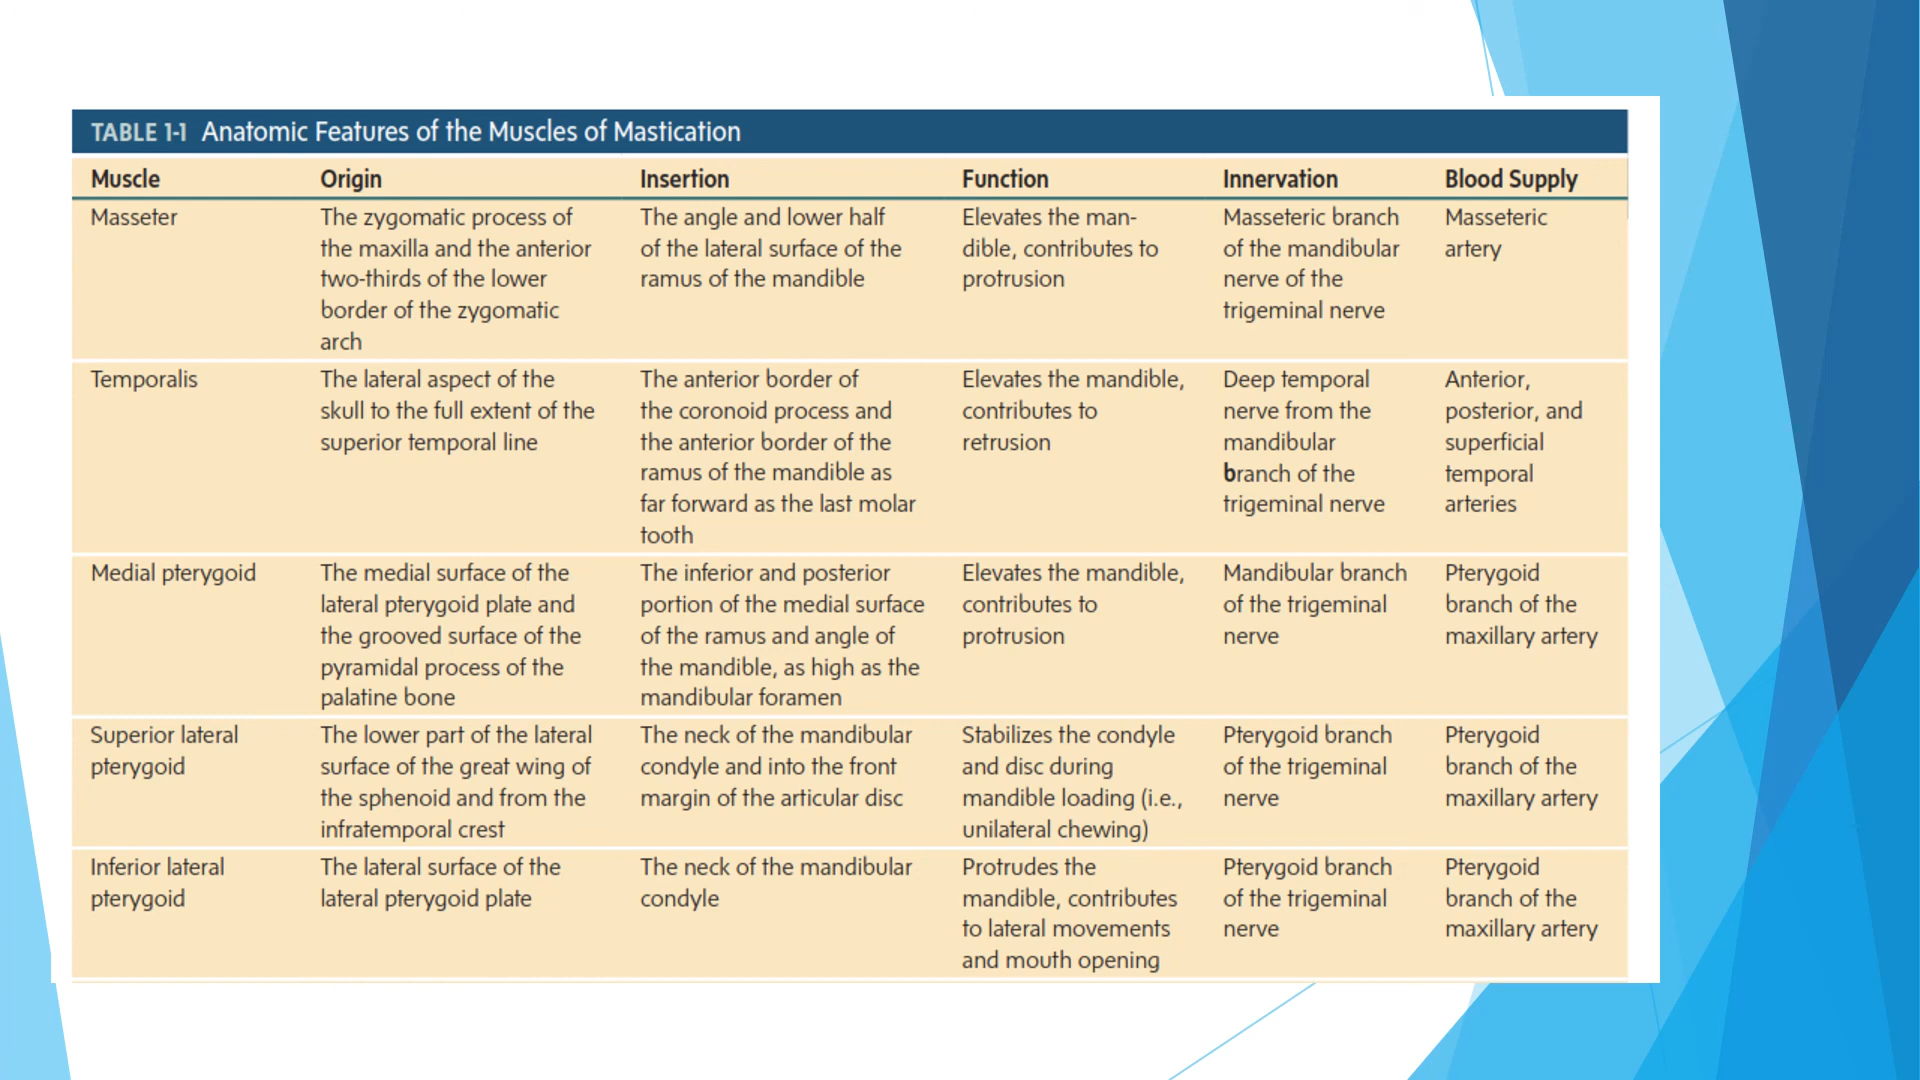 TABLE 1-1 Anatomic Features of the Muscles of Mastication
Muscle Origin Insertion Function Innervation Blood Supply
Masseter
The zygomatic process of
the maxilla and the anterior
two-thirds of the lower
border of the zygomatic
arch
The angle and lower half
of the lateral surface of the
ramus of the mandible
Elevates the man-
dible, contributes to
protrusion
Masseteric branch
of the mandibular
nerve of the
trigeminal nerve
Masseteric
artery
Temporalis
The lateral aspect of the
skull to the full extent of the
superior temporal line
The anterior border of
the coronoid process and
the anterior border of the
ramus of the mandible as
far forward as the last molar
tooth
Elevates the mandible,
contributes to
retrusion
Deep temporal
nerve from the
mandibular
branch of the
trigeminal nerve
Anterior,
posterior, and
superficial
temporal
arteries
Medial pterygoid
The medial surface of the
lateral pterygoid plate and
the grooved surface of the
pyramidal process of the
palatine bone
The inferior and posterior
portion of the medial surface
of the ramus and angle of
the mandible, as high as the
mandibular foramen
Elevates the mandible,
contributes to
protrusion
Mandibular branch
of the trigeminal
nerve
Pterygoid
branch of the
maxillary artery
Superior lateral
pterygoid
The lower part of the lateral
surface of the great wing of
the sphenoid and from the
infratemporal crest
The neck of the mandibular
condyle and into the front
margin of the articular disc
Stabilizes the condyle
and disc during
mandible loading (i.e.,
unilateral chewing)
Pterygoid branch
of the trigeminal
nerve
Pterygoid
branch of the
maxillary artery
Inferior lateral
pterygoid
The lateral surface of the
lateral pterygoid plate
The neck of the mandibular
condyle
Protrudes the
mandible, contributes
to lateral movements
and mouth opening
Pterygoid branch
of the trigeminal
nerve
Pterygoid
branch of the
maxillary artery